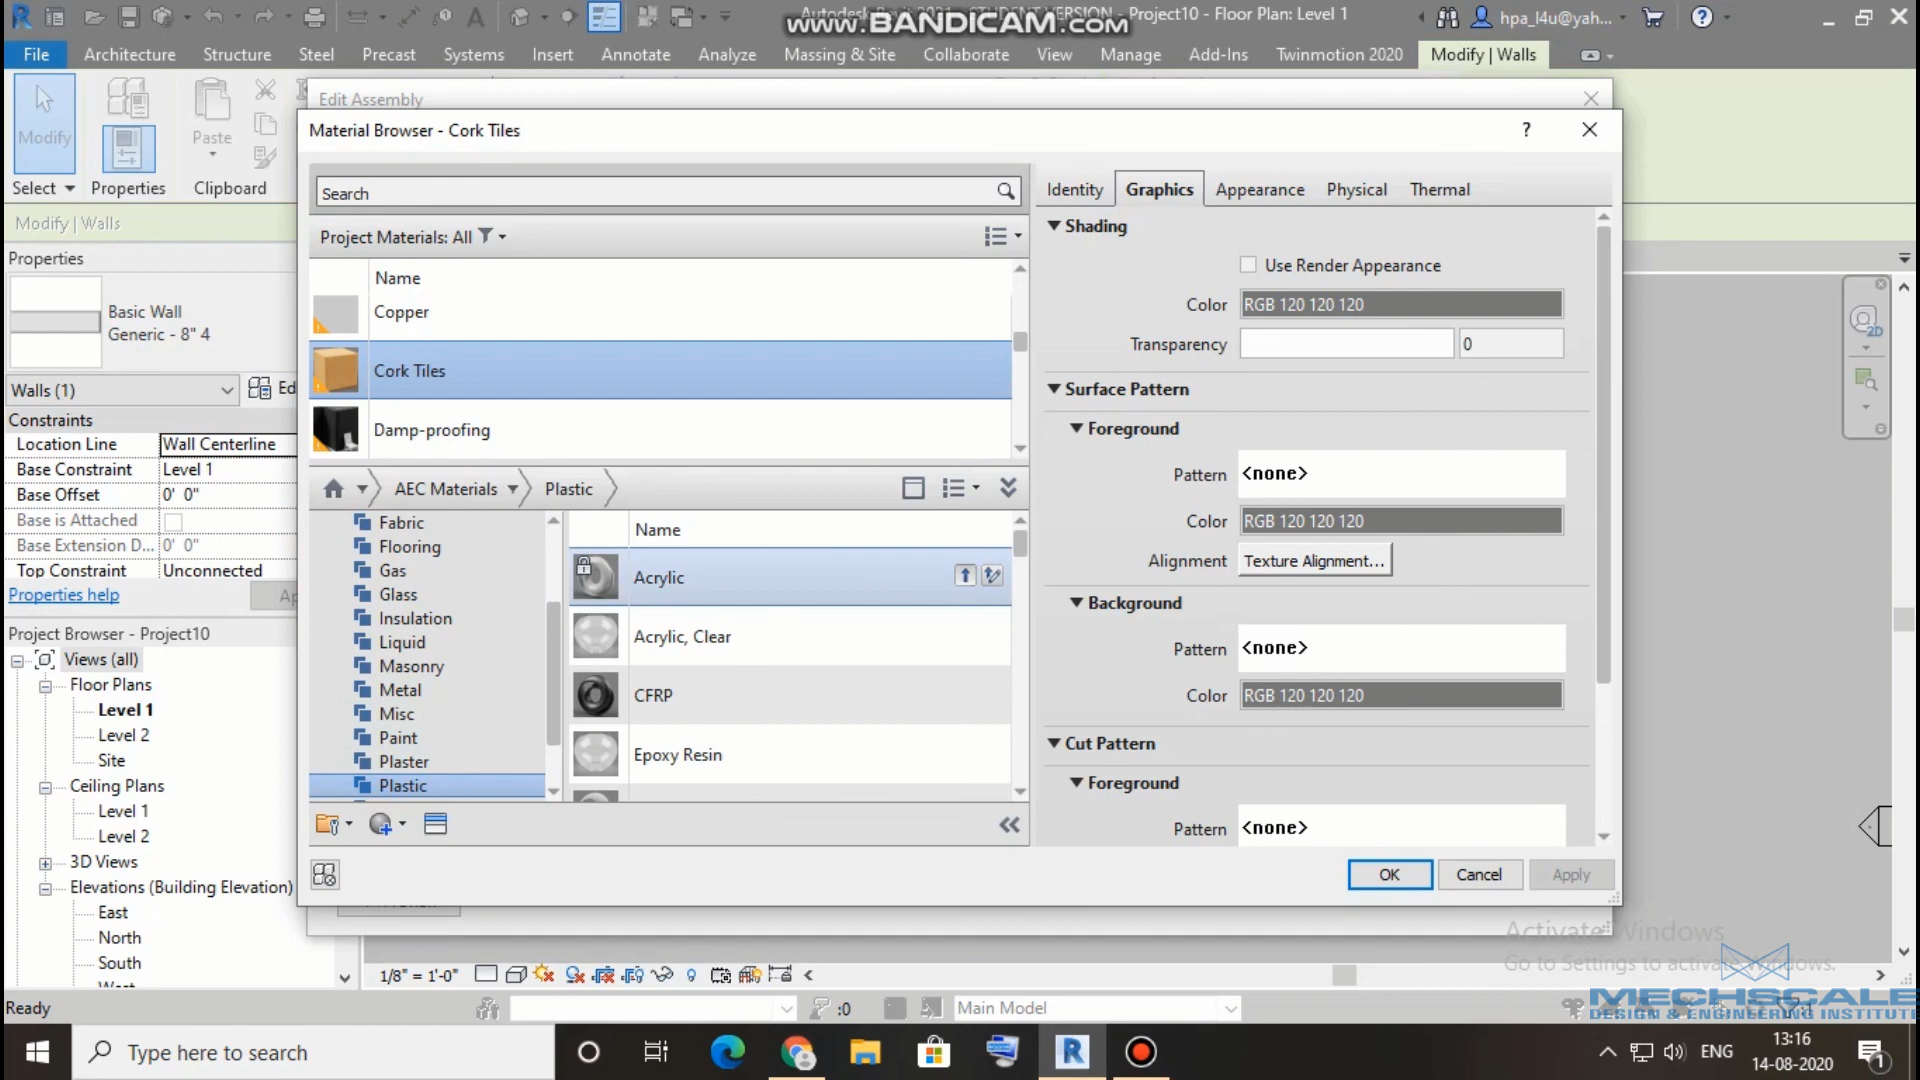 Autodesk Revit 2021 - STUDENT VERSION - Project10 - Floor Plan: Level 1
www.BANDICAM.com
hpa_l4u@yah...
File
Architecture
Structure
Steel
Precast
Systems
Insert
Annotate
Analyze
Massing & Site
Collaborate
View
Manage
Add-Ins
Twinmotion 2020
Modify | Walls
Modify
Paste
Select
Properties
Clipboard
Modify | Walls
Properties
Basic Wall
Generic - 8" 4
Walls (1)
Ed
Constraints
Location Line Wall Centerline
Base Constraint Level 1
Base Offset 0' 0"
Base is Attached
Base Extension D... 0' 0"
Top Constraint Unconnected
Properties help
Ap
Project Browser - Project10
Views (all)
Floor Plans
Level 1
Level 2
Site
Ceiling Plans
Level 1
Level 2
3D Views
Elevations (Building Elevation)
East
North
South
West
Edit Assembly
Material Browser - Cork Tiles
?
Search
Project Materials: All
Name
Copper
Cork Tiles
Damp-proofing
AEC Materials
Plastic
Fabric
Flooring
Gas
Glass
Insulation
Liquid
Masonry
Metal
Misc
Paint
Plaster
Plastic
Name
Acrylic
Acrylic, Clear
CFRP
Epoxy Resin
Identity
Graphics
Appearance
Physical
Thermal
Shading
Use Render Appearance
Color RGB 120 120 120
Transparency 0
Surface Pattern
Foreground
Pattern <none>
Color RGB 120 120 120
Alignment Texture Alignment...
Background
Pattern <none>
Color RGB 120 120 120
Cut Pattern
Foreground
Pattern <none>
OK
Cancel
Apply
2D
Activate Windows
Go to Settings to activate Windows.
1/8" = 1'-0"
Ready
:0
Main Model
MECHSCALE
DESIGN & ENGINEERING INSTITUTE
Type here to search
ENG
13:16
14-08-2020
1